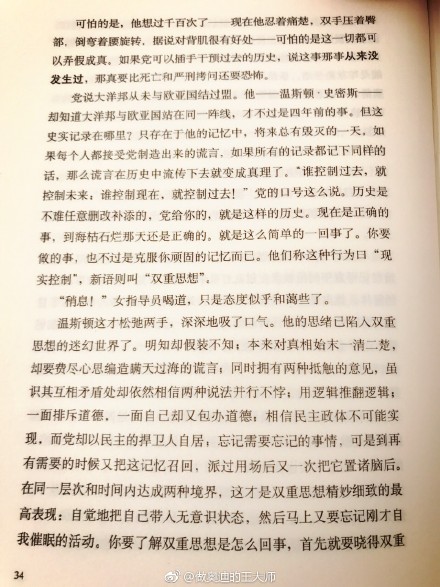 可怕的是，他想过千百次了——现在他忍着痛楚，双手压着臀
部，倒弯着腰旋转，据说对背肌很有好处——可怕的是这一切都可
以弄假成真。如果党可以插手干预过去的历史，说这事那事从来没
发生过，那真要比死亡和严刑拷问还要恐怖。
党说大洋邦从未与欧亚国结过盟。他——温斯顿·史密斯——
却知道大洋邦与欧亚国站在同一阵线，才不过是四年前的事。但这
史实记录在哪里？只存在于他的记忆中，将来总有毁灭的一天。如
果每个人都接受党制造出来的谎言，如果所有的记录都记下同样的
话，那么谎言在历史中流传下去就变成真理了。“谁控制过去，就
控制未来；谁控制现在，就控制过去！”党的口号这么说。历史是
不难任意删改补添的，党给你的，就是这样的历史。现在是正确的
事，到海枯石烂那天还是正确的。就是这么简单的一回事了。你要
做的事，也不过是克服你顽固的记忆而已。他们称这种行为曰“现
实控制”，新语则叫“双重思想”。
“稍息！”女指导员喝道，只是态度似乎和蔼些了。
温斯顿这才松弛两手，深深地吸了口气。他的思绪已陷入双重
思想的迷幻世界了。明知却假装不知；本来对真相始末一清二楚，
却要费尽心思编造瞒天过海的谎言；同时拥有两种抵触的意见，虽
识其互相矛盾处却依然相信两种说法并行不悖；用逻辑推翻逻辑；
一面排斥道德，一面自己却又包办道德；相信民主政体不可能实
现，而党却以民主的捍卫人自居；忘记需要忘记的事情，可是到再
有需要的时候又把这记忆召回，派过用场后又一次把它置诸脑后。
在同一层次和时间内达成两种境界，这才是双重思想精妙细致的最
高表现：自觉地把自己带入无意识状态，然后马上又要忘记刚才自
我催眠的活动。你要了解双重思想是怎么回事，首先就要晓得双重
34
@做奥迪的王大师